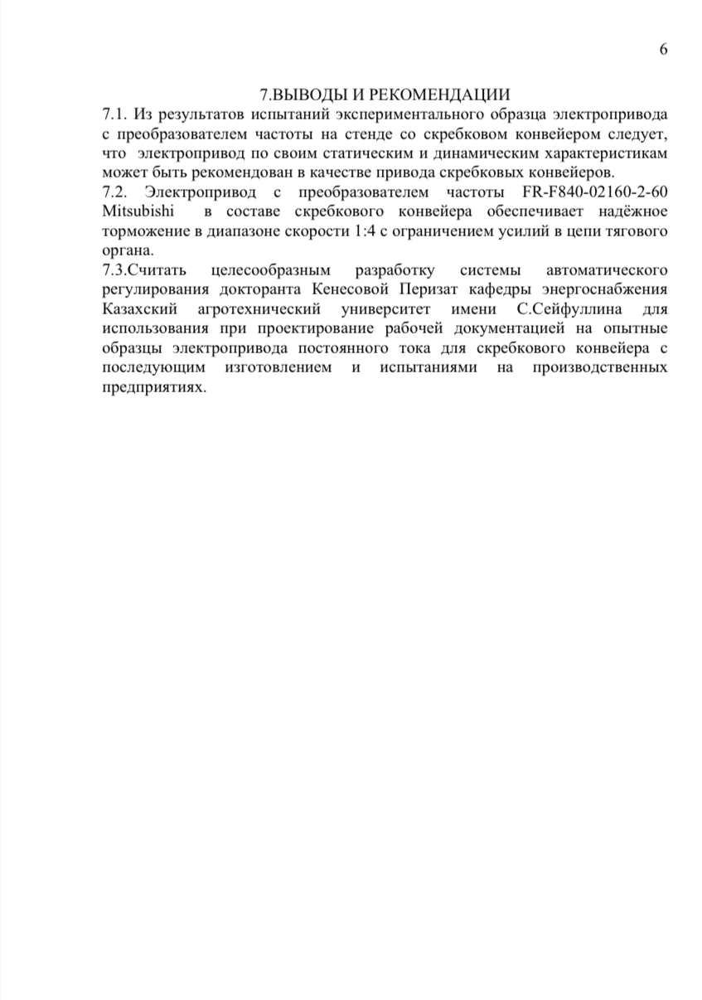 6
7.ВЫВОДЫ И РЕКОМЕНДАЦИИ
7.1. Из результатов испытаний экспериментального образца электропривода
с преобразователем частоты на стенде со скребковом конвейером следует,
что электропривод по своим статическим и динамическим характеристикам
может быть рекомендован в качестве привода скребковых конвейеров.
7.2. Электропривод с преобразователем частоты FR-F840-02160-2-60
Mitsubishi в составе скребкового конвейера обеспечивает надёжное
торможение в диапазоне скорости 1:4 с ограничением усилий в цепи тягового
органа.
7.3.Считать целесообразным разработку системы автоматического
регулирования докторанта Кенесовой Перизат кафедры энергоснабжения
Казахский агротехнический университет имени С.Сейфуллина для
использования при проектирование рабочей документацией на опытные
образцы электропривода постоянного тока для скребкового конвейера с
последующим изготовлением и испытаниями на производственных
предприятиях.